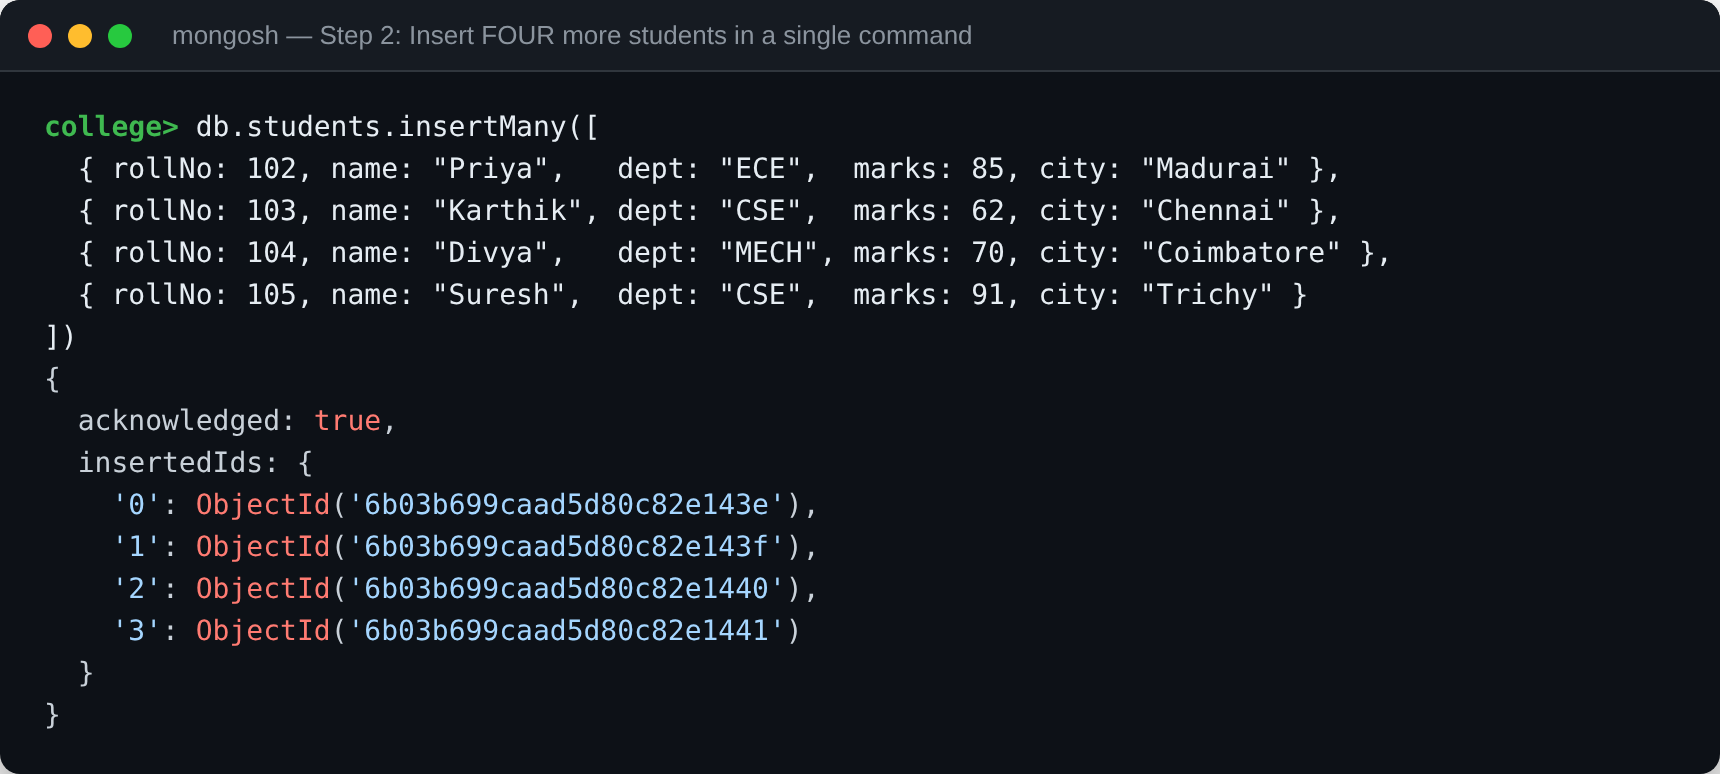 mongosh — Step 2: Insert FOUR more students in a single command
college> db.students.insertMany([
  { rollNo: 102, name: "Priya",   dept: "ECE",  marks: 85, city: "Madurai" },
  { rollNo: 103, name: "Karthik", dept: "CSE",  marks: 62, city: "Chennai" },
  { rollNo: 104, name: "Divya",   dept: "MECH", marks: 70, city: "Coimbatore" },
  { rollNo: 105, name: "Suresh",  dept: "CSE",  marks: 91, city: "Trichy" }
])
{
  acknowledged: true,
  insertedIds: {
    '0': ObjectId('6b03b699caad5d80c82e143e'),
    '1': ObjectId('6b03b699caad5d80c82e143f'),
    '2': ObjectId('6b03b699caad5d80c82e1440'),
    '3': ObjectId('6b03b699caad5d80c82e1441')
  }
}